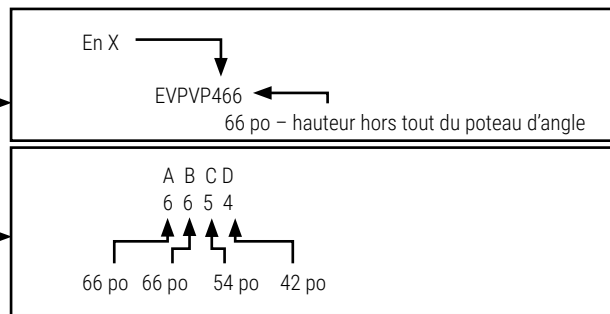 En X
EVPVP466
66 po – hauteur hors tout du poteau d'angle
A B C D
6 6 5 4
66 po 66 po 54 po 42 po